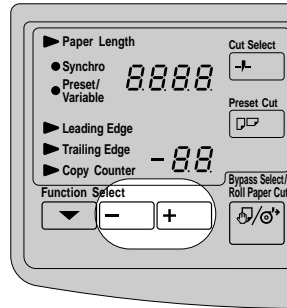 Paper Length
Cut Select
Synchro
8888
Preset/
Variable
Preset Cut
Leading Edge
Trailing Edge
-88
Copy Counter
Bypass Select/
Roll Paper Cut
Function Select